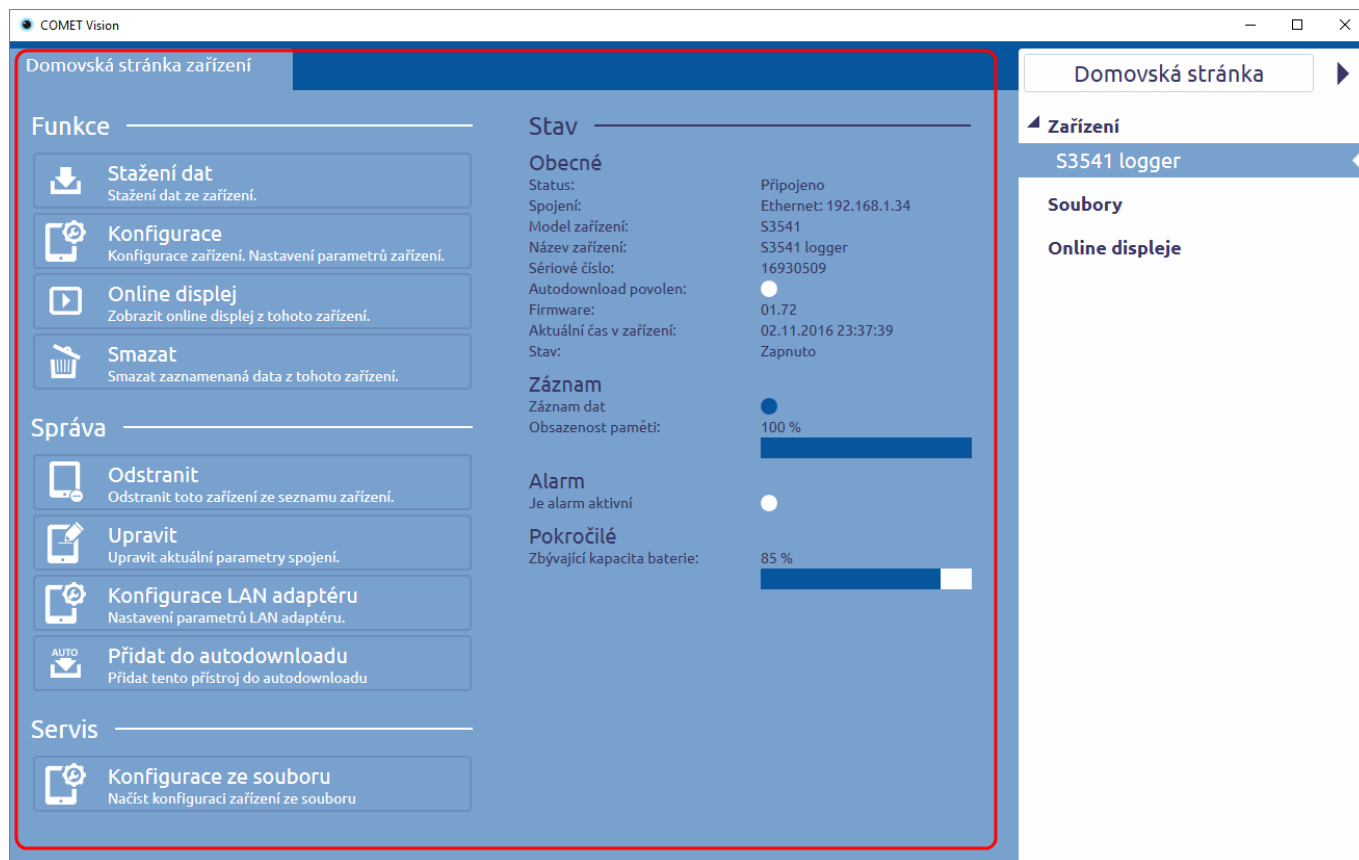 COMET Vision
Domovská stránka zařízení
Funkce
Stažení dat
Stažení dat ze zařízení.
Konfigurace
Konfigurace zařízení. Nastavení parametrů zařízení.
Online displej
Zobrazit online displej z tohoto zařízení.
Smazat
Smazat zaznamenaná data z tohoto zařízení.
Správa
Odstranit
Odstranit toto zařízení ze seznamu zařízení.
Upravit
Upravit aktuální parametry spojení.
Konfigurace LAN adaptéru
Nastavení parametrů LAN adaptéru.
AUTO
Přidat do autodownloadu
Přidat tento přístroj do autodownloadu
Servis
Konfigurace ze souboru
Načíst konfiguraci zařízení ze souboru
Stav
Obecné
Status: Připojeno
Spojení: Ethernet: 192.168.1.34
Model zařízení: S3541
Název zařízení: S3541 logger
Sériové číslo: 16930509
Autodownload povolen:
Firmware: 01.72
Aktuální čas v zařízení: 02.11.2016 23:37:39
Stav: Zapnuto
Záznam
Záznam dat
Obsazenost paměti: 100 %
Alarm
Je alarm aktivní
Pokročilé
Zbývající kapacita baterie: 85 %
Domovská stránka
Zařízení
S3541 logger
Soubory
Online displeje